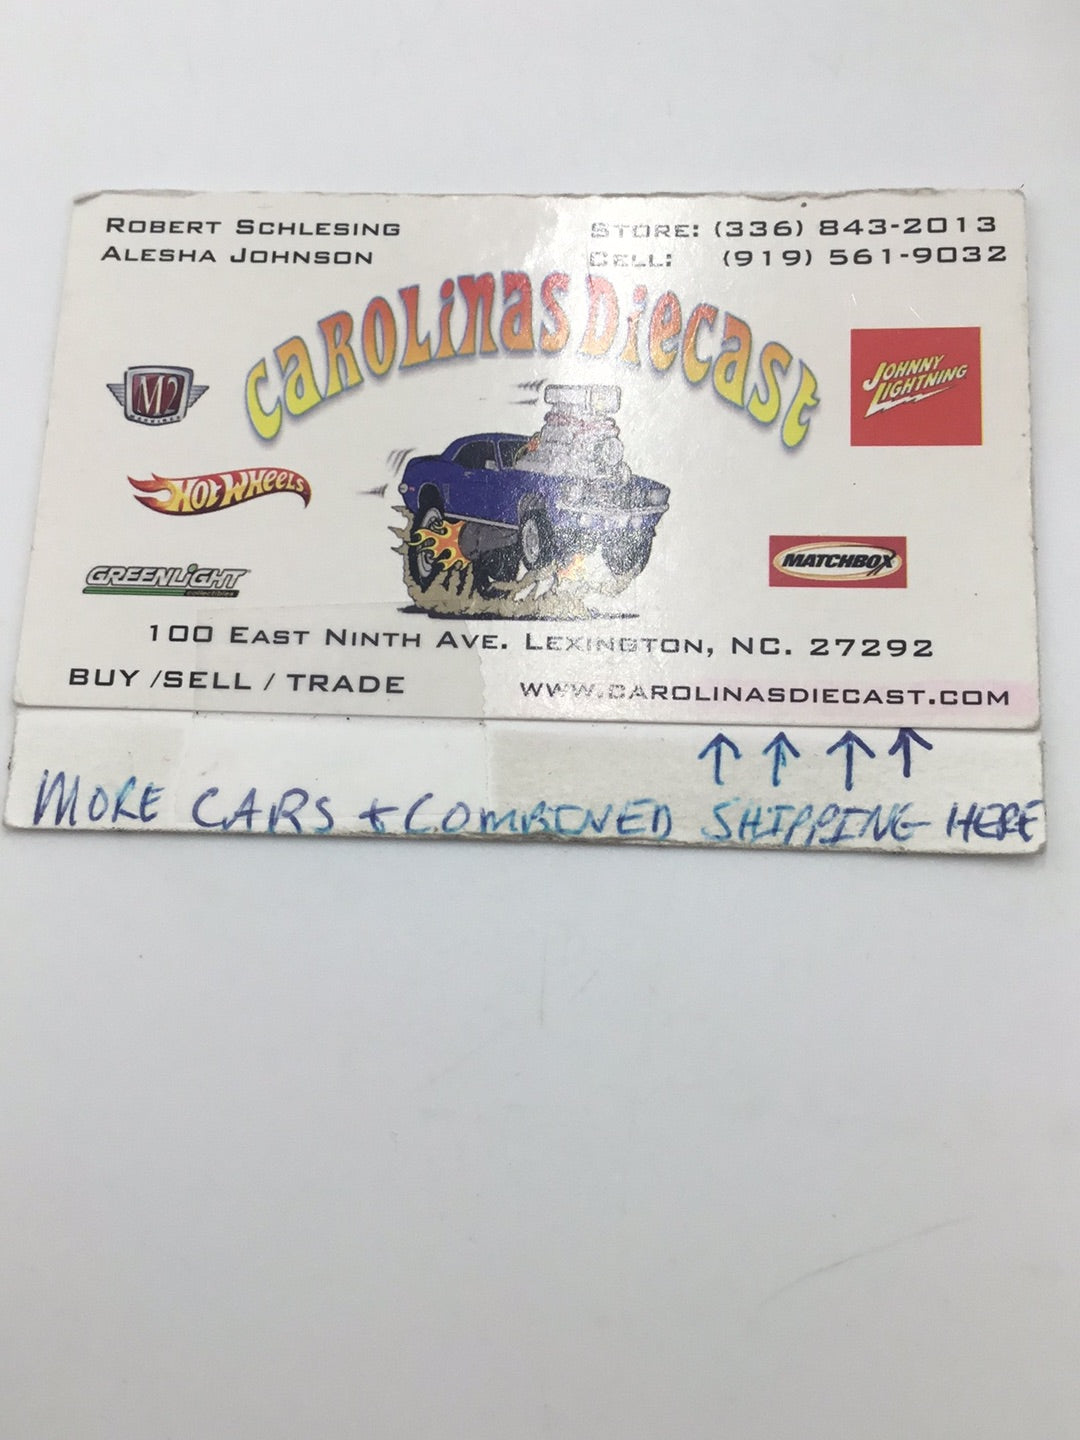 ROBERT SCHLESING
ALESHA JOHNSON
STORE: (336) 843-2013
CELL: (919) 561-9032
CAROLINAS DIECAST
M2
MACHINES
JOHNNY
LIGHTNING
HOT WHEELS
GREENLIGHT
collectibles
MATCHBOX
100 EAST NINTH AVE. LEXINGTON, NC. 27292
BUY /SELL / TRADE
WWW.CAROLINASDIECAST.COM
↑ ↑ ↑ ↑
MORE CARS + COMBINED SHIPPING HERE